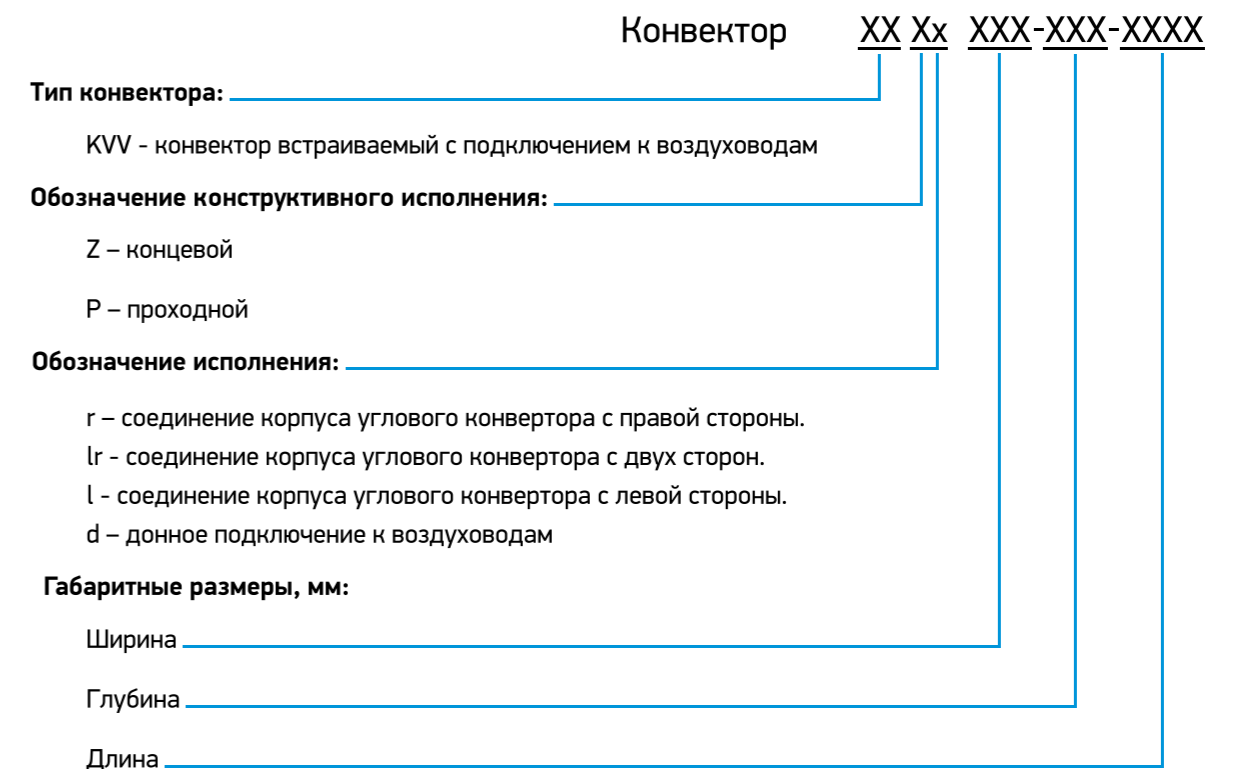 Конвектор XX Xx XXX-XXX-XXXX
Тип конвектора:
KVV - конвектор встраиваемый с подключением к воздуховодам
Обозначение конструктивного исполнения:
Z – концевой
P – проходной
Обозначение исполнения:
r – соединение корпуса углового конвертора с правой стороны.
lr - соединение корпуса углового конвертора с двух сторон.
l - соединение корпуса углового конвертора с левой стороны.
d – донное подключение к воздуховодам
Габаритные размеры, мм:
Ширина
Глубина
Длина